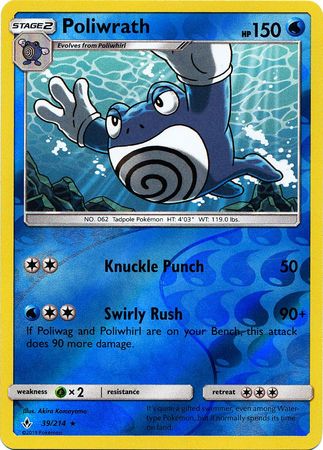 STAGE2
Poliwrath
HP 150
Evolves from Poliwhirl
NO. 062 Tadpole Pokémon HT: 4'03" WT: 119.0 lbs.
Knuckle Punch 50
Swirly Rush 90+
If Poliwag and Poliwhirl are on your Bench, this attack
does 90 more damage.
weakness ×2 resistance retreat
Illus. Akira Komayama
39/214 ★
©2019 Pokémon
It's quite a gifted swimmer, even among Water-
type Pokémon, but it normally spends its time
on land.